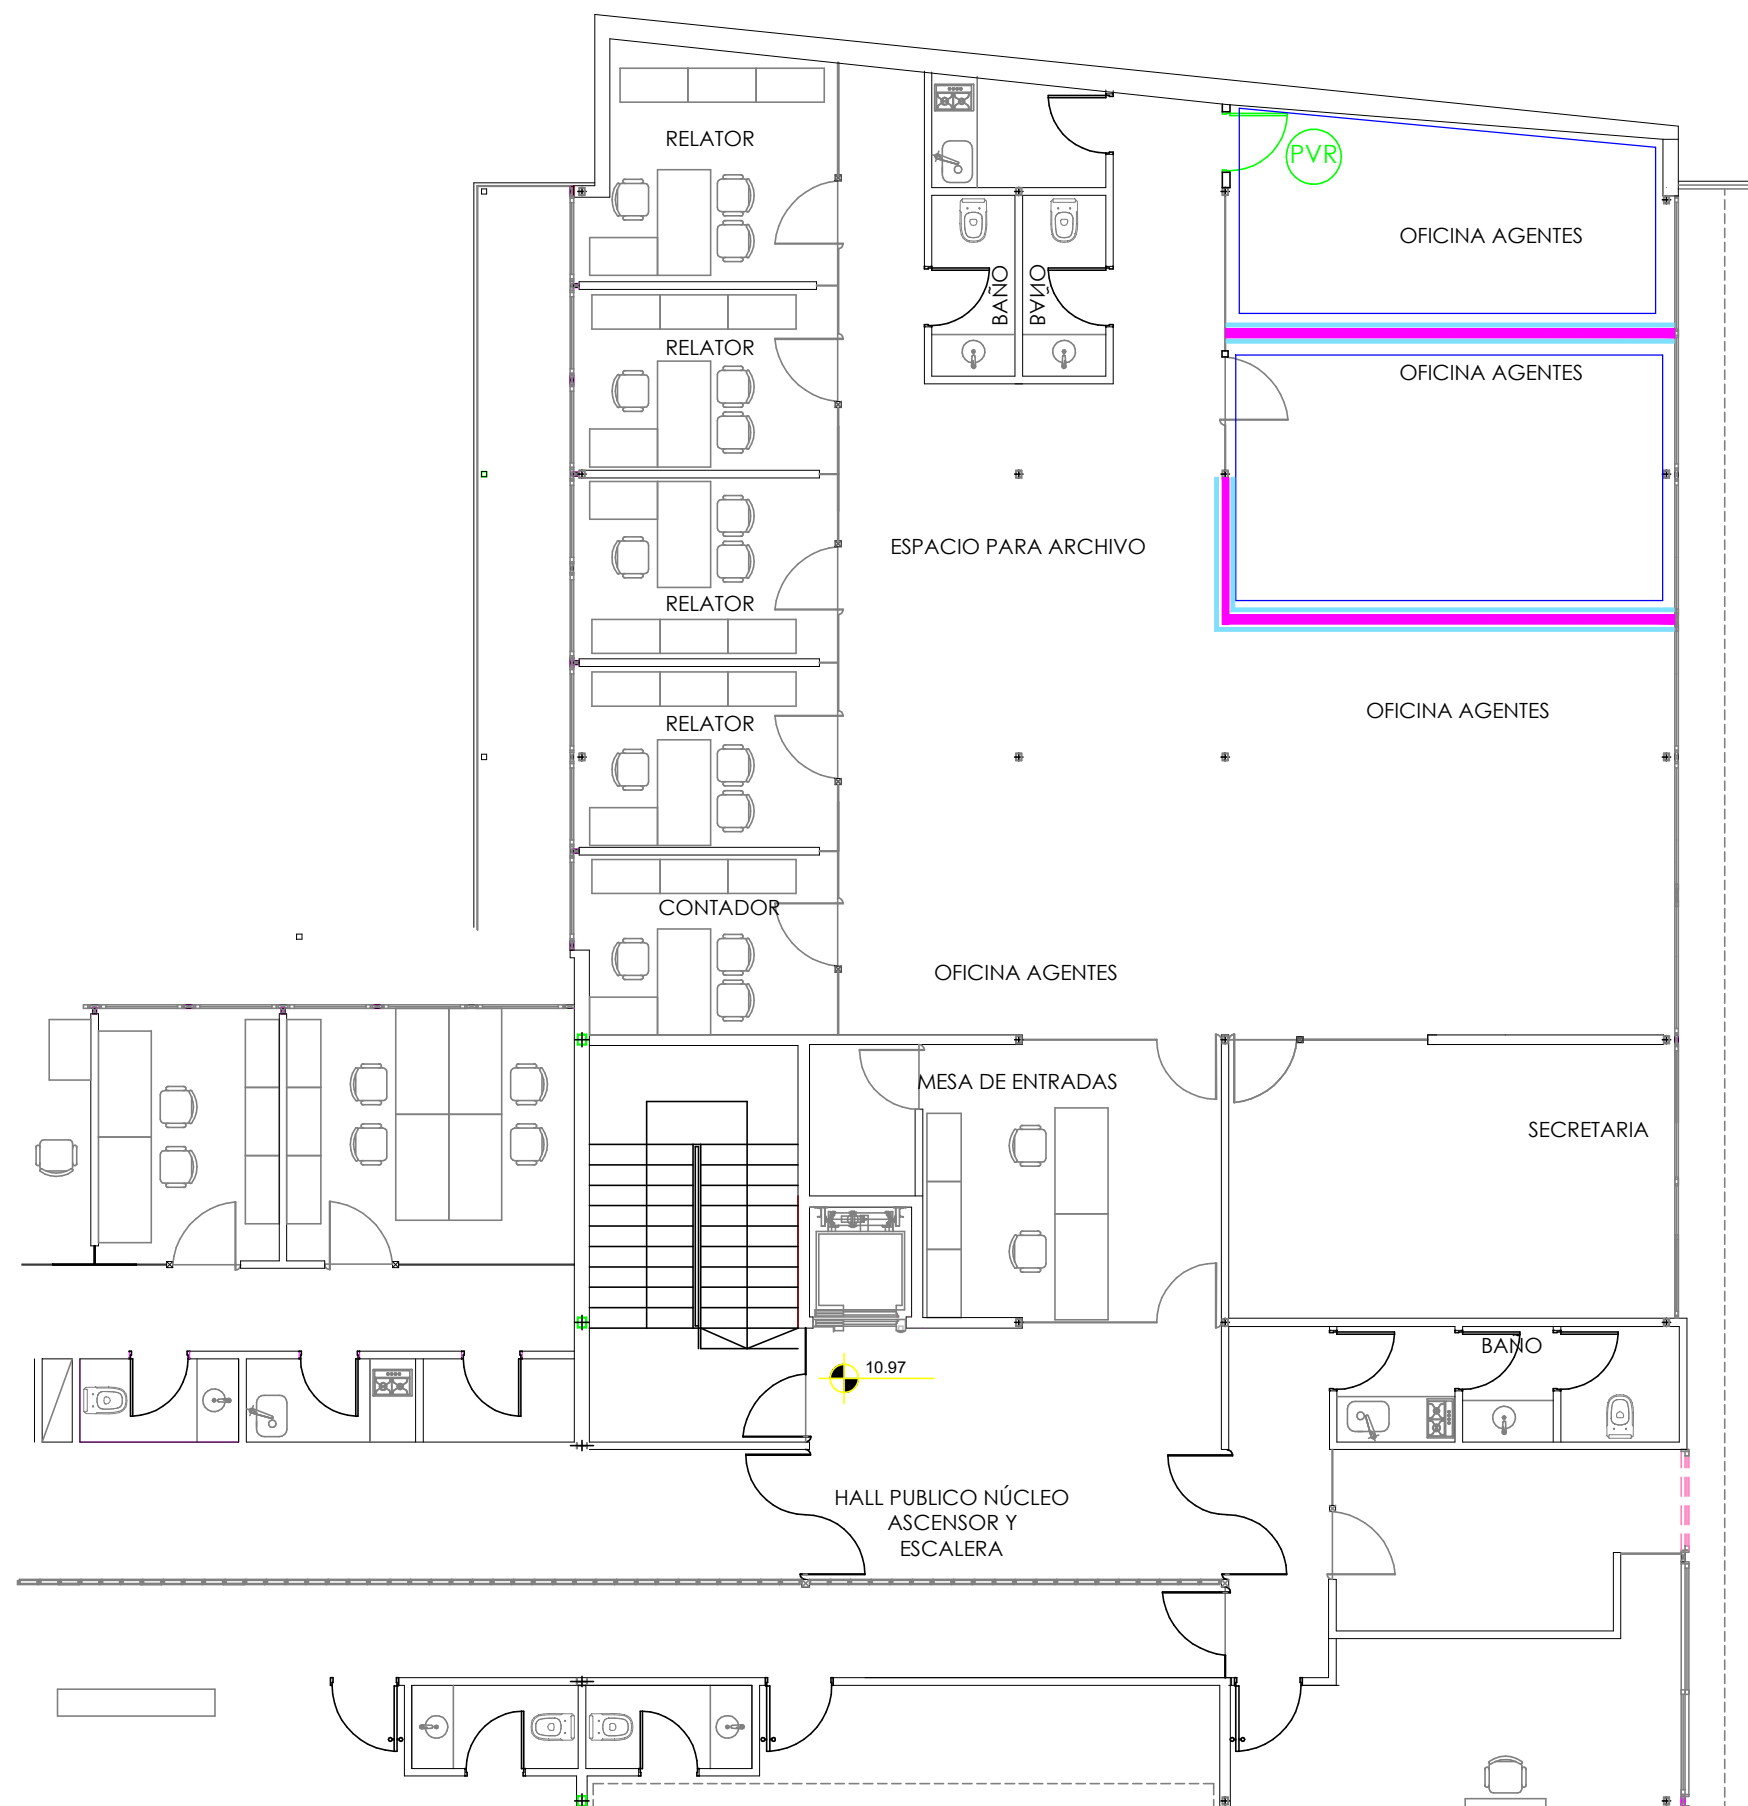 RELATOR
PVR
OFICINA AGENTES
BAÑO
BAÑO
RELATOR
OFICINA AGENTES
ESPACIO PARA ARCHIVO
RELATOR
OFICINA AGENTES
RELATOR
CONTADOR
OFICINA AGENTES
MESA DE ENTRADAS
SECRETARIA
BAÑO
10.97
HALL PUBLICO NÚCLEO
ASCENSOR Y
ESCALERA